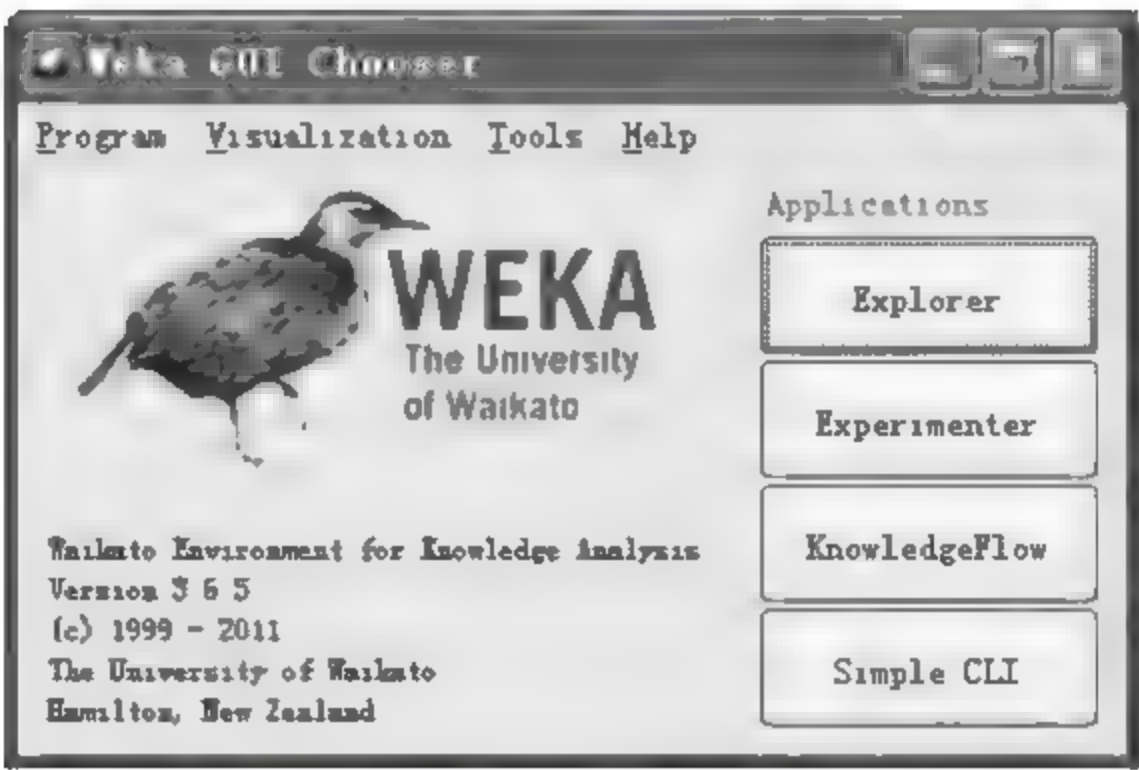 Weka GUI Chooser
Program Visualization Tools Help
WEKA
The University
of Waikato
Waikato Environment for Knowledge Analysis
Version 3 6 5
(c) 1999 - 2011
The University of Waikato
Hamilton, New Zealand
Applications
Explorer
Experimenter
KnowledgeFlow
Simple CLI